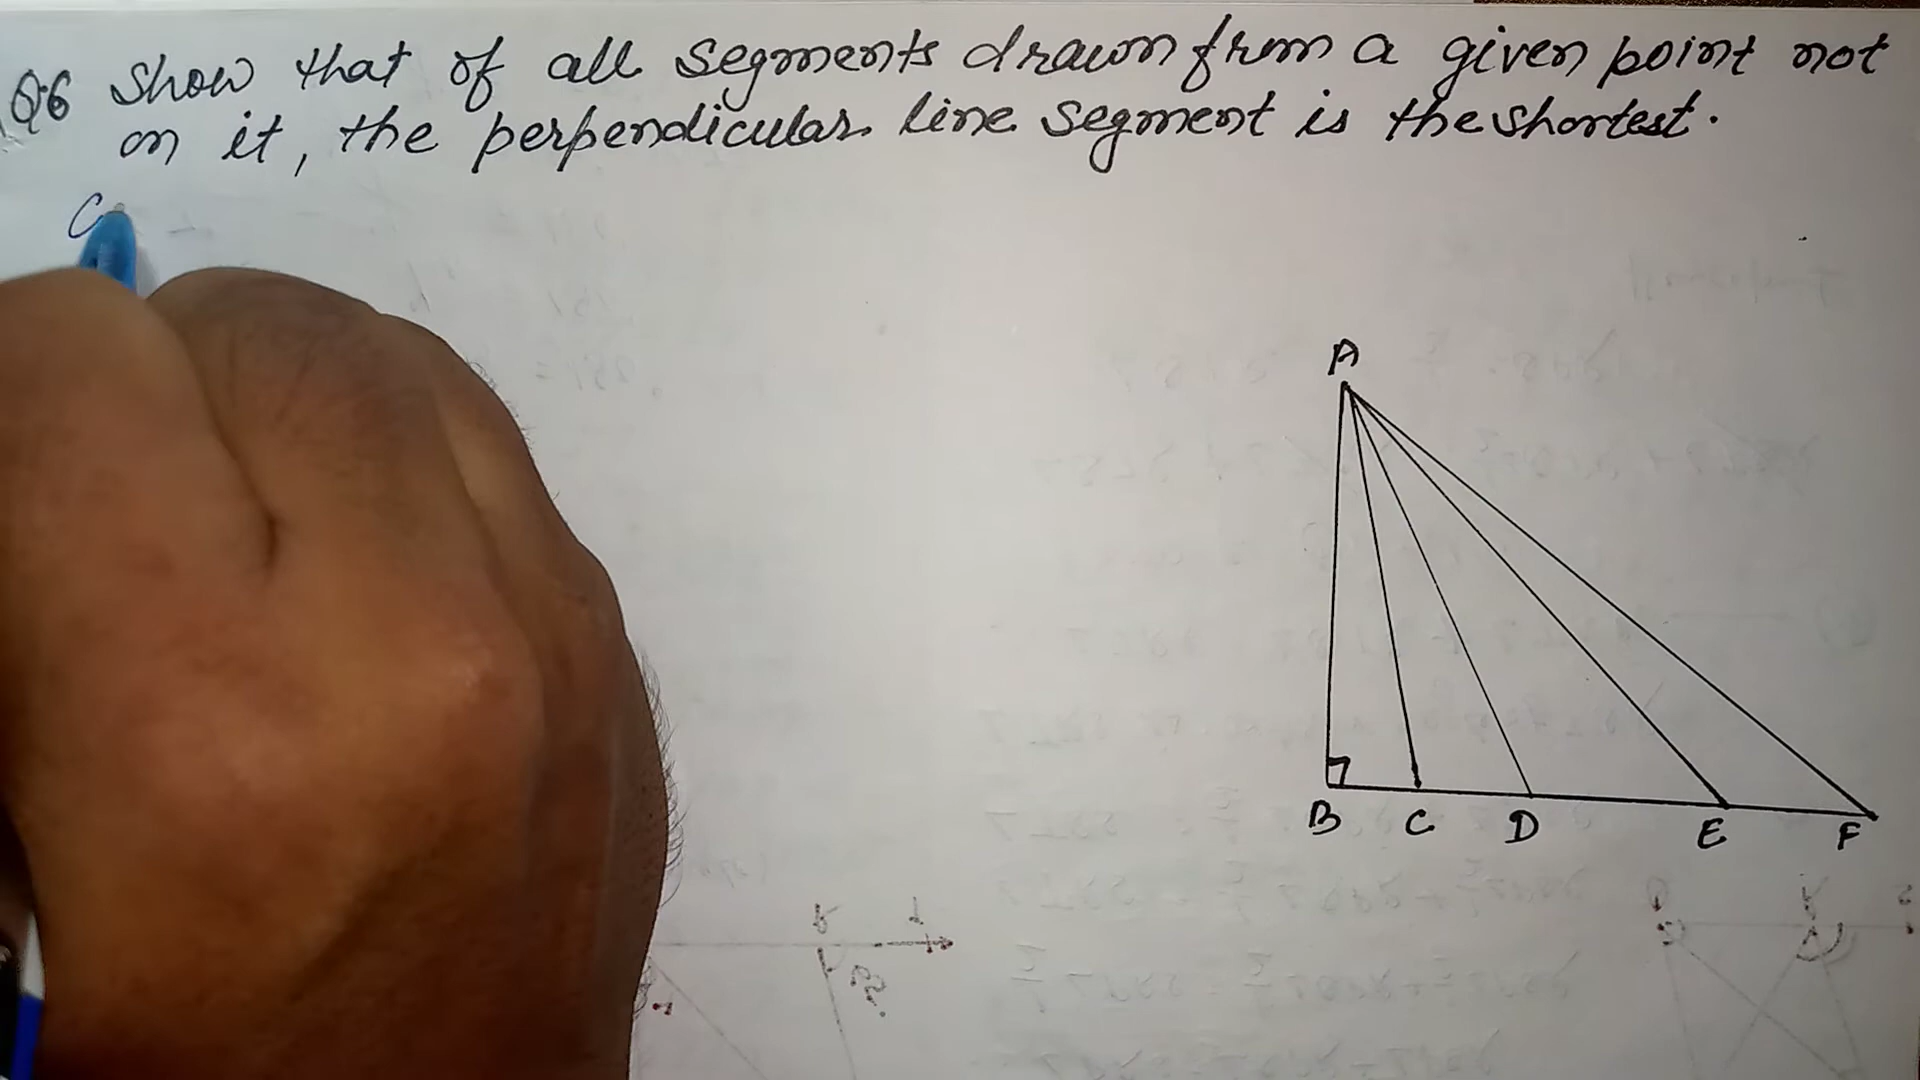 Q.6 Show that of all segments drawn from a given point not
on it, the perpendicular line segment is the shortest.
G
A
B C D E F